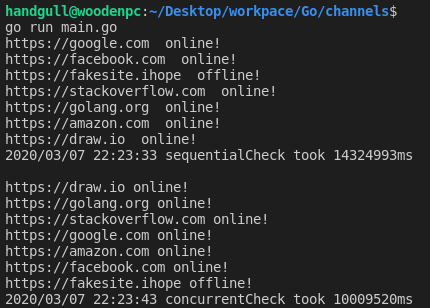 handgull@woodenpc:~/Desktop/workpace/Go/channels$
go run main.go
https://google.com  online!
https://facebook.com  online!
https://fakesite.ihope  offline!
https://stackoverflow.com  online!
https://golang.org  online!
https://amazon.com  online!
https://draw.io  online!
2020/03/07 22:23:33 sequentialCheck took 14324993ms

https://draw.io online!
https://golang.org online!
https://stackoverflow.com online!
https://google.com online!
https://amazon.com online!
https://facebook.com online!
https://fakesite.ihope offline!
2020/03/07 22:23:43 concurrentCheck took 10009520ms